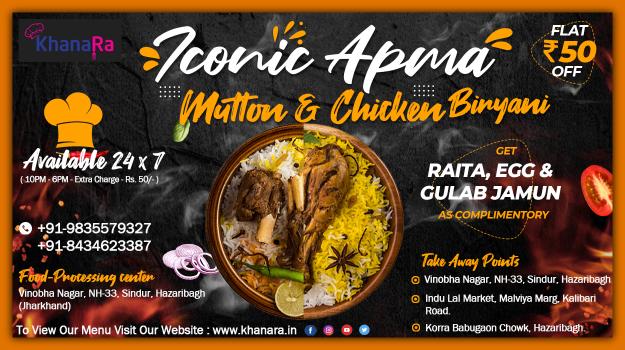 KhanaRa
Iconic Apma
Mutton & Chicken Biryani
FLAT
₹50
OFF
Available 24 x 7
( 10PM - 6PM - Extra Charge - Rs. 50/- )
GET
RAITA, EGG &
GULAB JAMUN
AS COMPLIMENTORY
+91-9835579327
+91-8434623387
Food-Processing center
Vinobha Nagar, NH-33, Sindur, Hazaribagh
(Jharkhand)
Take Away Points
Vinobha Nagar, NH-33, Sindur, Hazaribagh
Indu Lal Market, Malviya Marg, Kalibari
Road.
Korra Babugaon Chowk, Hazaribagh.
To View Our Menu Visit Our Website : www.khanara.in